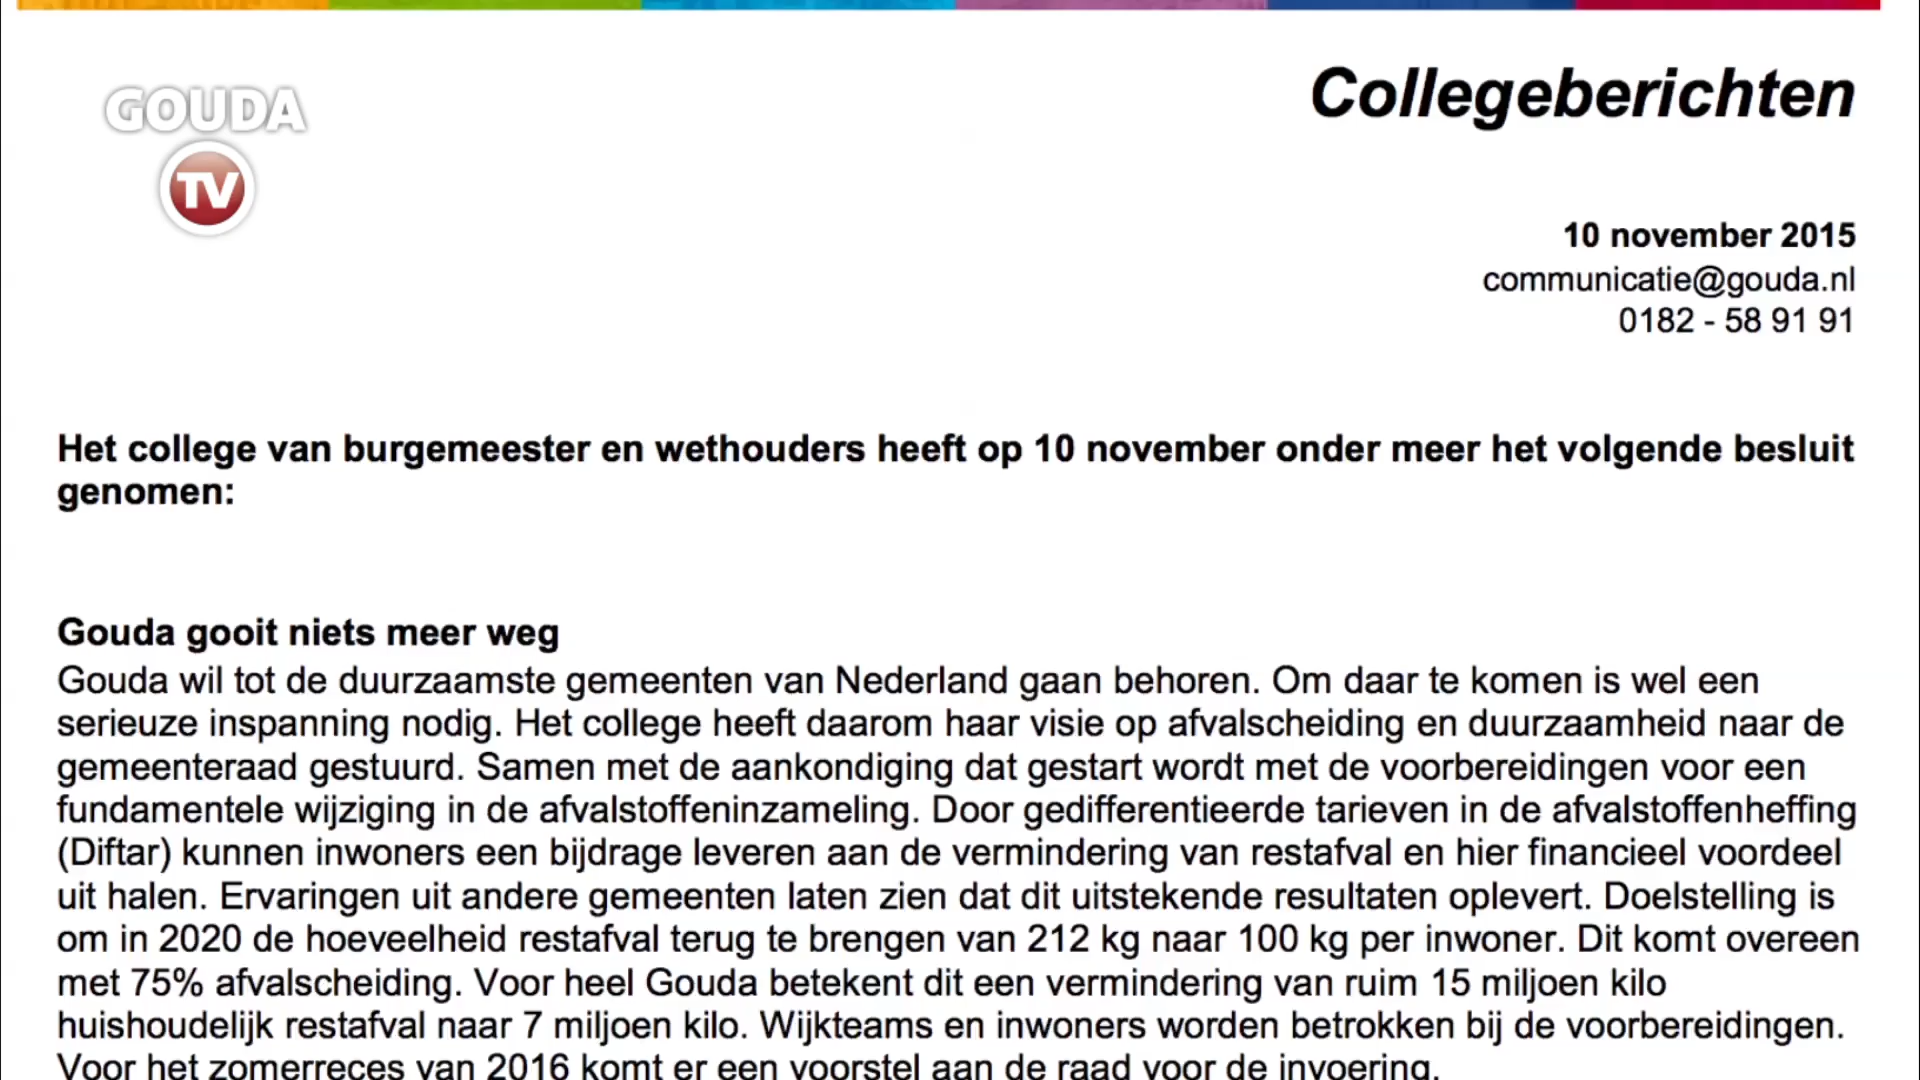 GOUDA
TV
Collegeberichten
10 november 2015
communicatie@gouda.nl
0182 - 58 91 91
Het college van burgemeester en wethouders heeft op 10 november onder meer het volgende besluit
genomen:
Gouda gooit niets meer weg
Gouda wil tot de duurzaamste gemeenten van Nederland gaan behoren. Om daar te komen is wel een
serieuze inspanning nodig. Het college heeft daarom haar visie op afvalscheiding en duurzaamheid naar de
gemeenteraad gestuurd. Samen met de aankondiging dat gestart wordt met de voorbereidingen voor een
fundamentele wijziging in de afvalstoffeninzameling. Door gedifferentieerde tarieven in de afvalstoffenheffing
(Diftar) kunnen inwoners een bijdrage leveren aan de vermindering van restafval en hier financieel voordeel
uit halen. Ervaringen uit andere gemeenten laten zien dat dit uitstekende resultaten oplevert. Doelstelling is
om in 2020 de hoeveelheid restafval terug te brengen van 212 kg naar 100 kg per inwoner. Dit komt overeen
met 75% afvalscheiding. Voor heel Gouda betekent dit een vermindering van ruim 15 miljoen kilo
huishoudelijk restafval naar 7 miljoen kilo. Wijkteams en inwoners worden betrokken bij de voorbereidingen.
Voor het zomerreces van 2016 komt er een voorstel aan de raad voor de invoering.